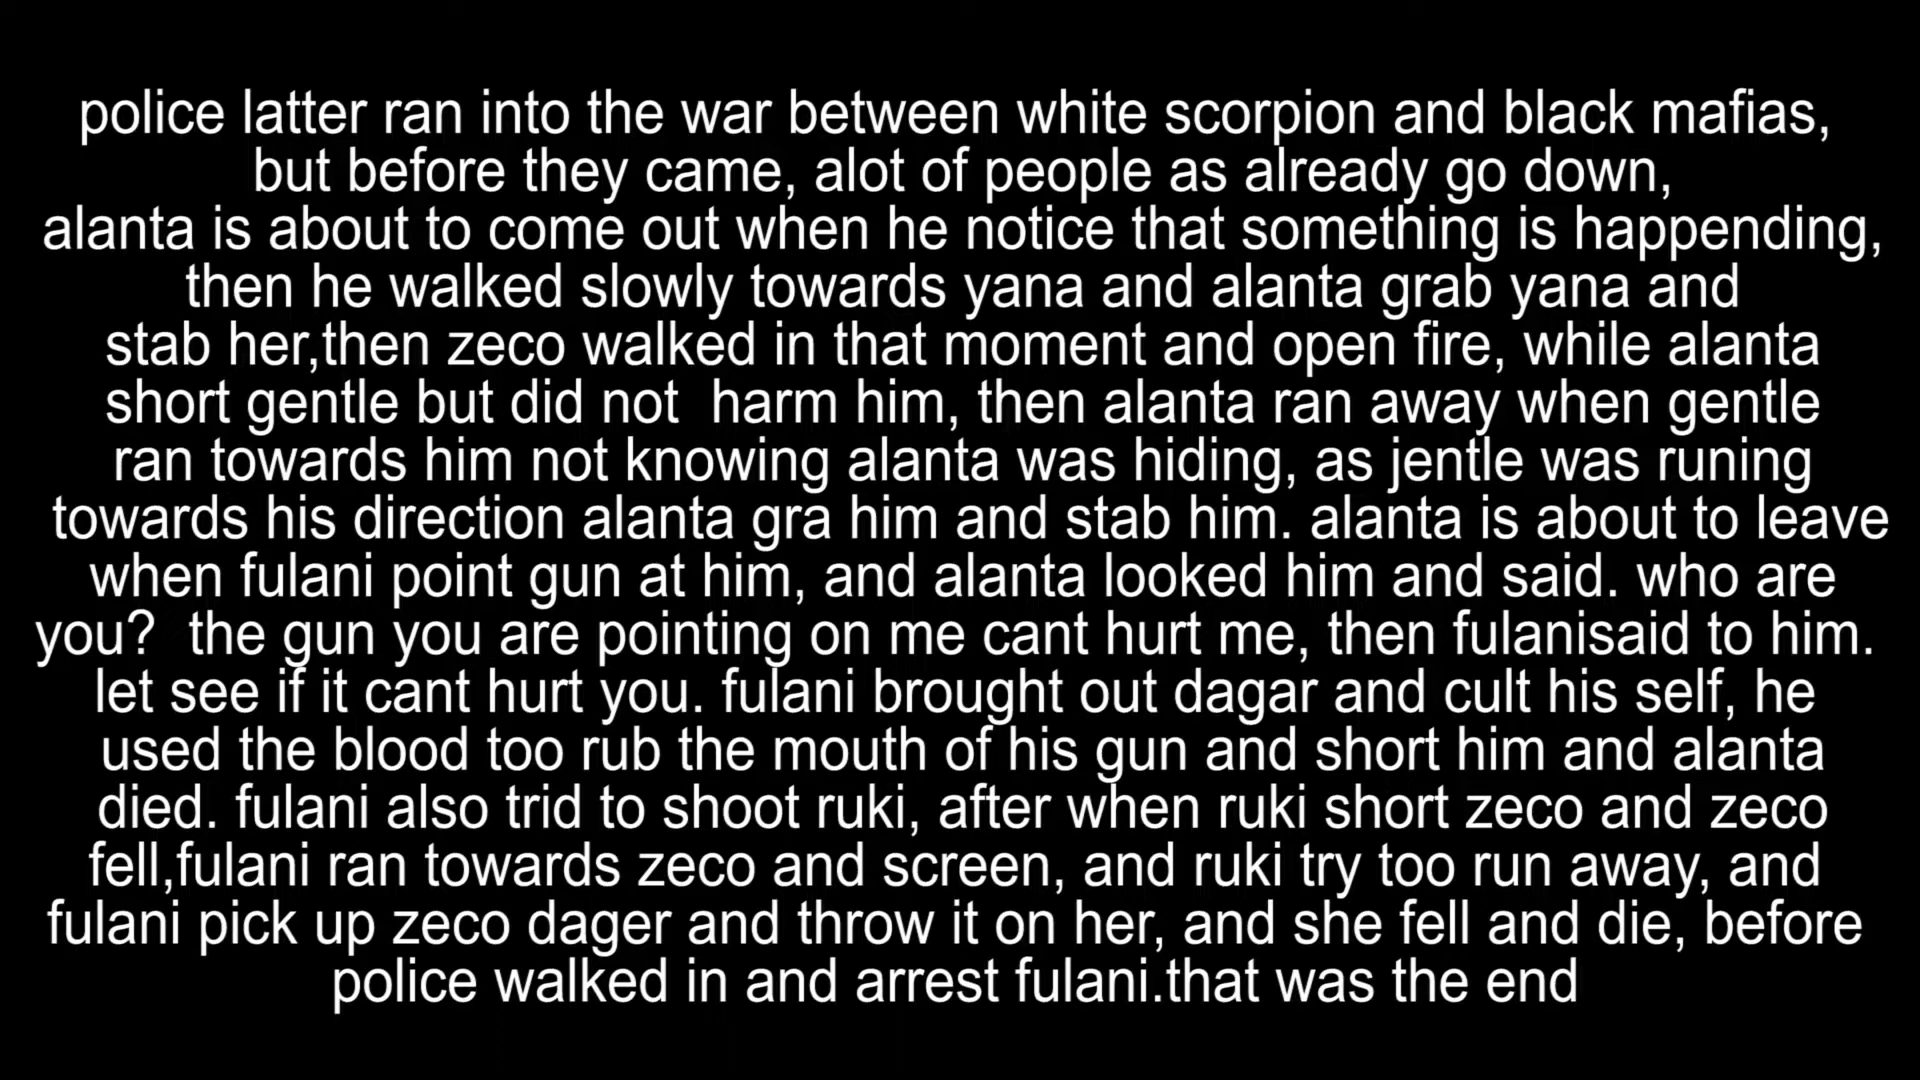 police latter ran into the war between white scorpion and black mafias,
but before they came, alot of people as already go down,
alanta is about to come out when he notice that something is happending,
then he walked slowly towards yana and alanta grab yana and
stab her,then zeco walked in that moment and open fire, while alanta
short gentle but did not  harm him, then alanta ran away when gentle
ran towards him not knowing alanta was hiding, as jentle was runing
towards his direction alanta gra him and stab him. alanta is about to leave
when fulani point gun at him, and alanta looked him and said. who are
you?  the gun you are pointing on me cant hurt me, then fulanisaid to him.
let see if it cant hurt you. fulani brought out dagar and cult his self, he
used the blood too rub the mouth of his gun and short him and alanta
died. fulani also trid to shoot ruki, after when ruki short zeco and zeco
fell,fulani ran towards zeco and screen, and ruki try too run away, and
fulani pick up zeco dager and throw it on her, and she fell and die, before
police walked in and arrest fulani.that was the end